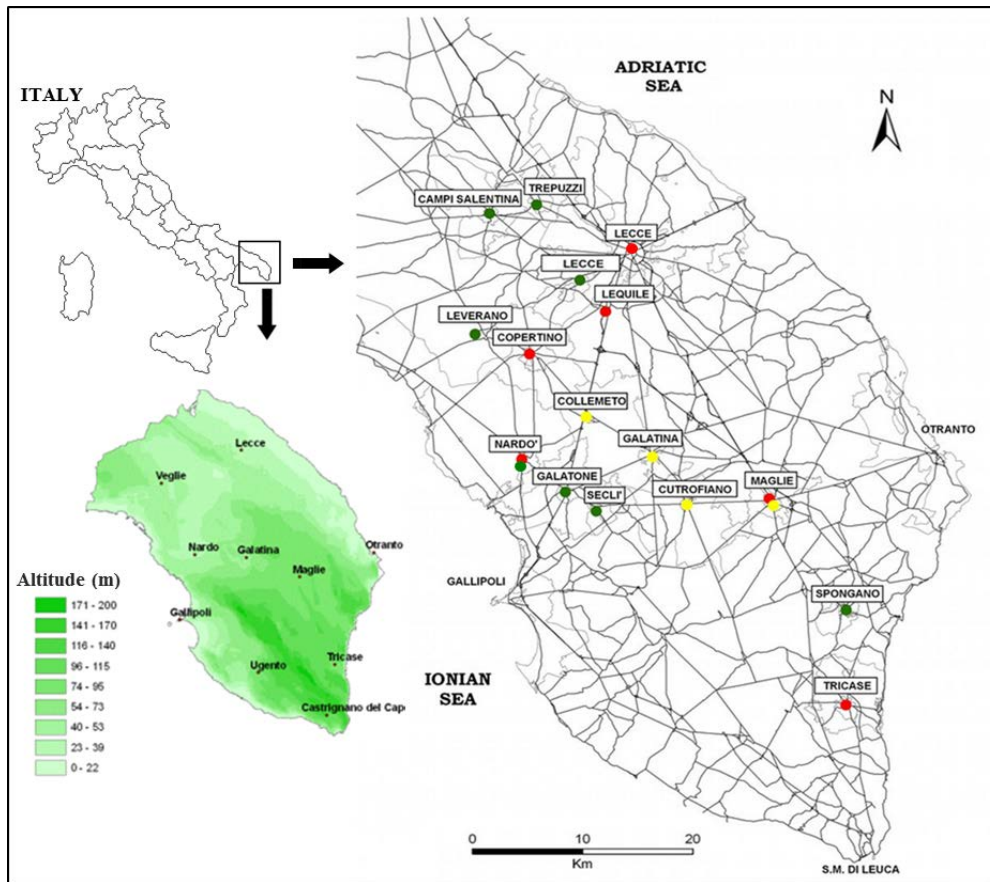 ITALY
ADRIATIC
SEA
N
TREPUZZI
CAMPI SALENTINA
LECCE
LECCE
LEQUILE
LEVERANO
COPERTINO
COLLEMETO
OTRANTO
NARDO'
GALATINA
GALATONE
SECLI'
CUTROFIANO
MAGLIE
GALLIPOLI
SPONGANO
TRICASE
IONIAN
SEA
0 10 20
Km
S.M. DI LEUCA
Lecce
Veglie
Nardo
Galatina
Otranto
Maglie
Gallipoli
Ugento
Tricase
Castrignano del Capo
Altitude (m)
171 - 200
141 - 170
116 - 140
96 - 115
74 - 95
54 - 73
40 - 53
23 - 39
0 - 22